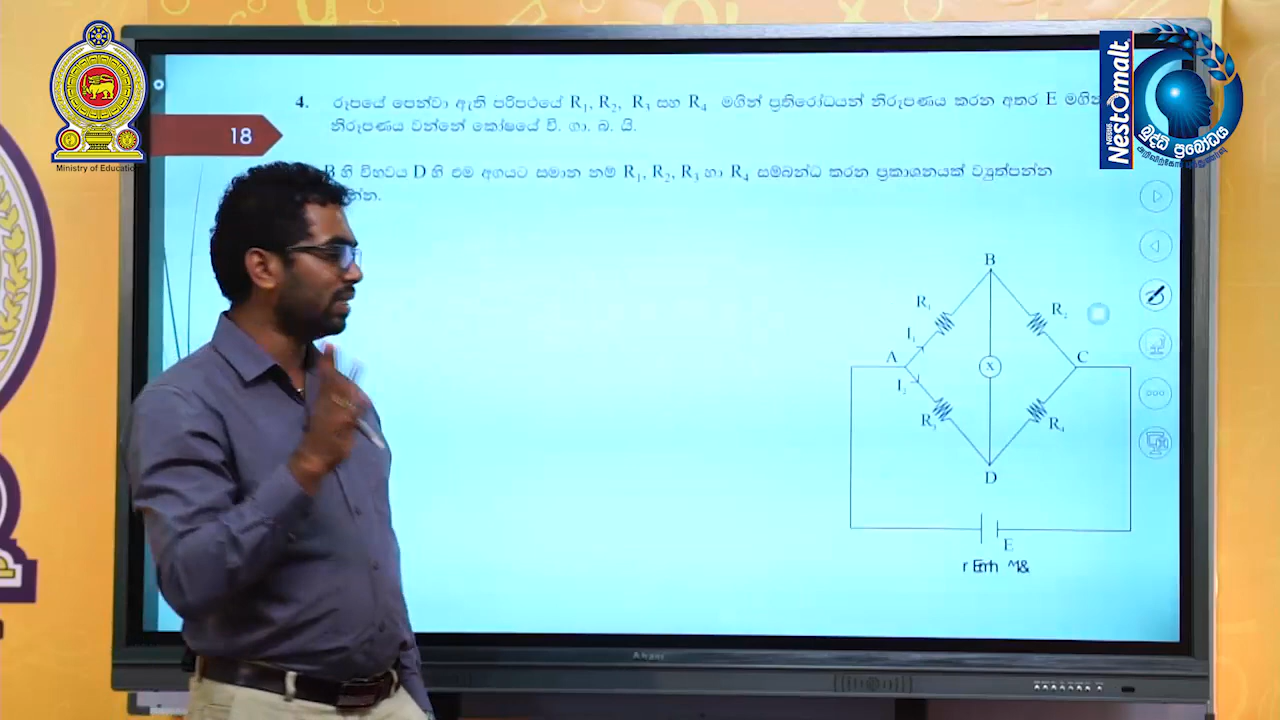 Ministry of Education
NESTLÉ Nestomalt
බුද්ධි ප්‍රබෝධය
18
4. රූපයේ පෙන්වා ඇති පරිපථයේ R₁, R₂, R₃ සහ R₄ මගින් ප්‍රතිරෝධයන් නිරූපණය කරන අතර E මගින්
නිරූපණය වන්නේ කෝෂයේ වි. ගා. බ. යි.
B හි විභවය D හි එම අගයට සමාන නම් R₁, R₂, R₃ හා R₄ සම්බන්ධ කරන ප්‍රකාශනයක් ව්‍යුත්පන්න
B
R₁
R₂
I₁
A
X
C
I₂
R₃
R₄
D
E